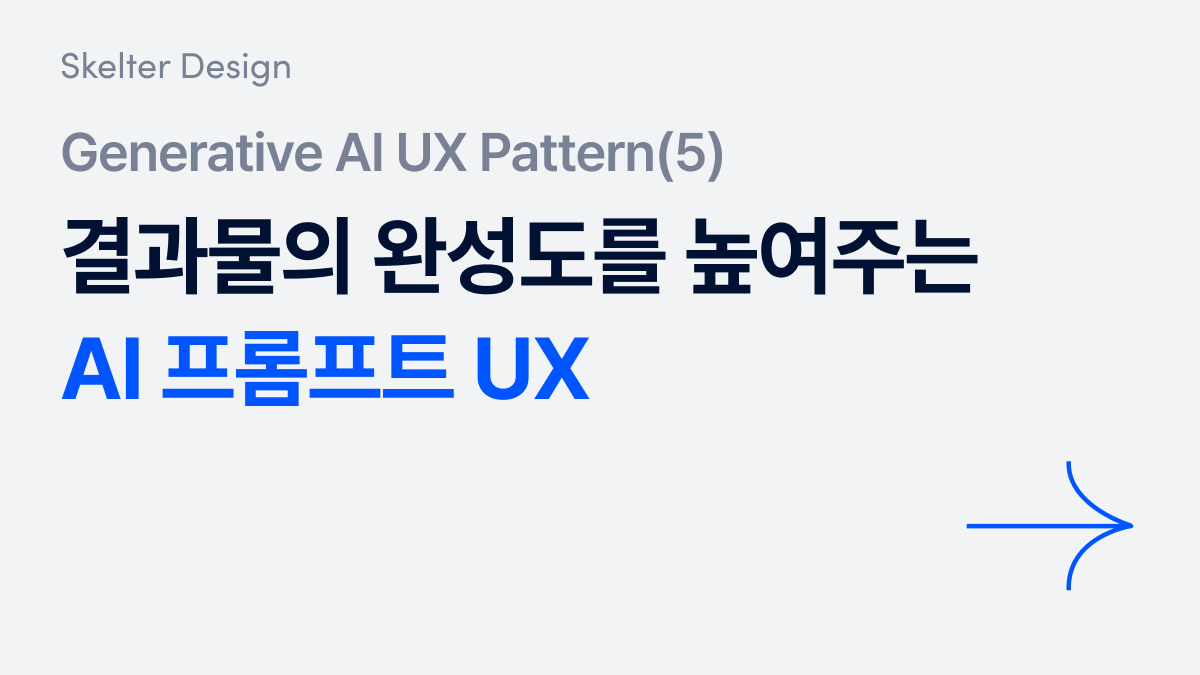 Skelter Design
Generative AI UX Pattern(5)
결과물의 완성도를 높여주는
AI 프롬프트 UX